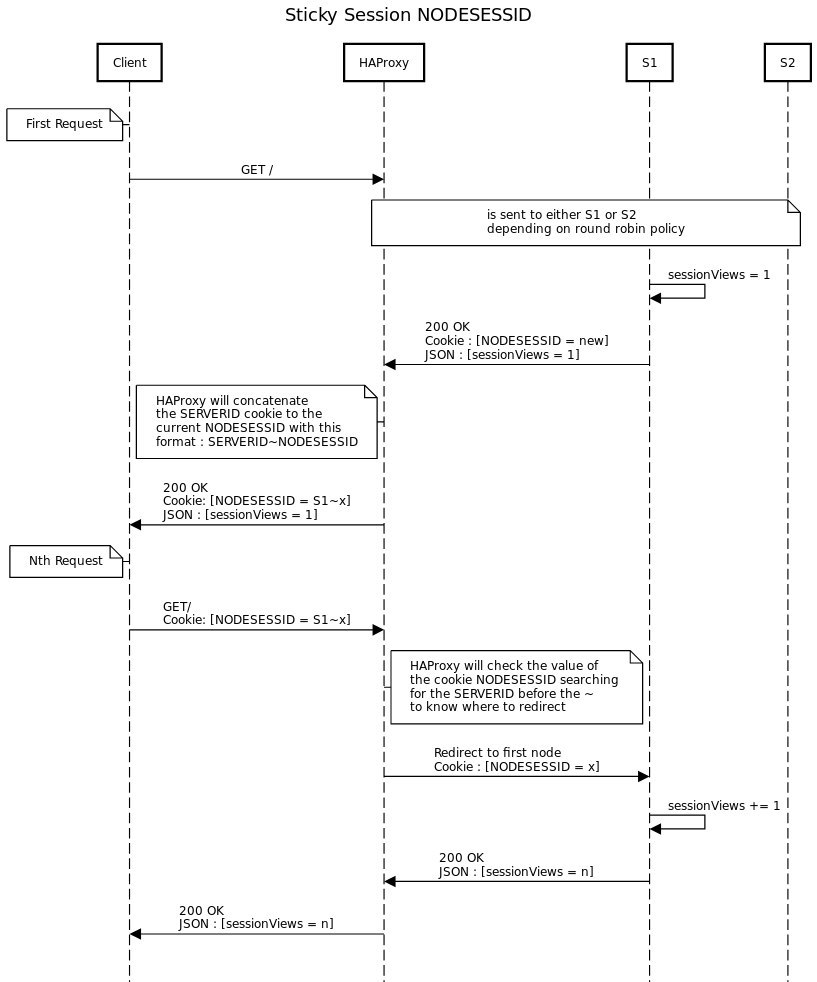 Sticky Session NODESESSID
Client
HAProxy
S1
S2
First Request
GET /
is sent to either S1 or S2
depending on round robin policy
sessionViews = 1
200 OK
Cookie : [NODESESSID = new]
JSON : [sessionViews = 1]
HAProxy will concatenate
the SERVERID cookie to the
current NODESESSID with this
format : SERVERID~NODESESSID
200 OK
Cookie: [NODESESSID = S1~x]
JSON : [sessionViews = 1]
Nth Request
GET/
Cookie: [NODESESSID = S1~x]
HAProxy will check the value of
the cookie NODESESSID searching
for the SERVERID before the ~
to know where to redirect
Redirect to first node
Cookie : [NODESESSID = x]
sessionViews += 1
200 OK
JSON : [sessionViews = n]
200 OK
JSON : [sessionViews = n]